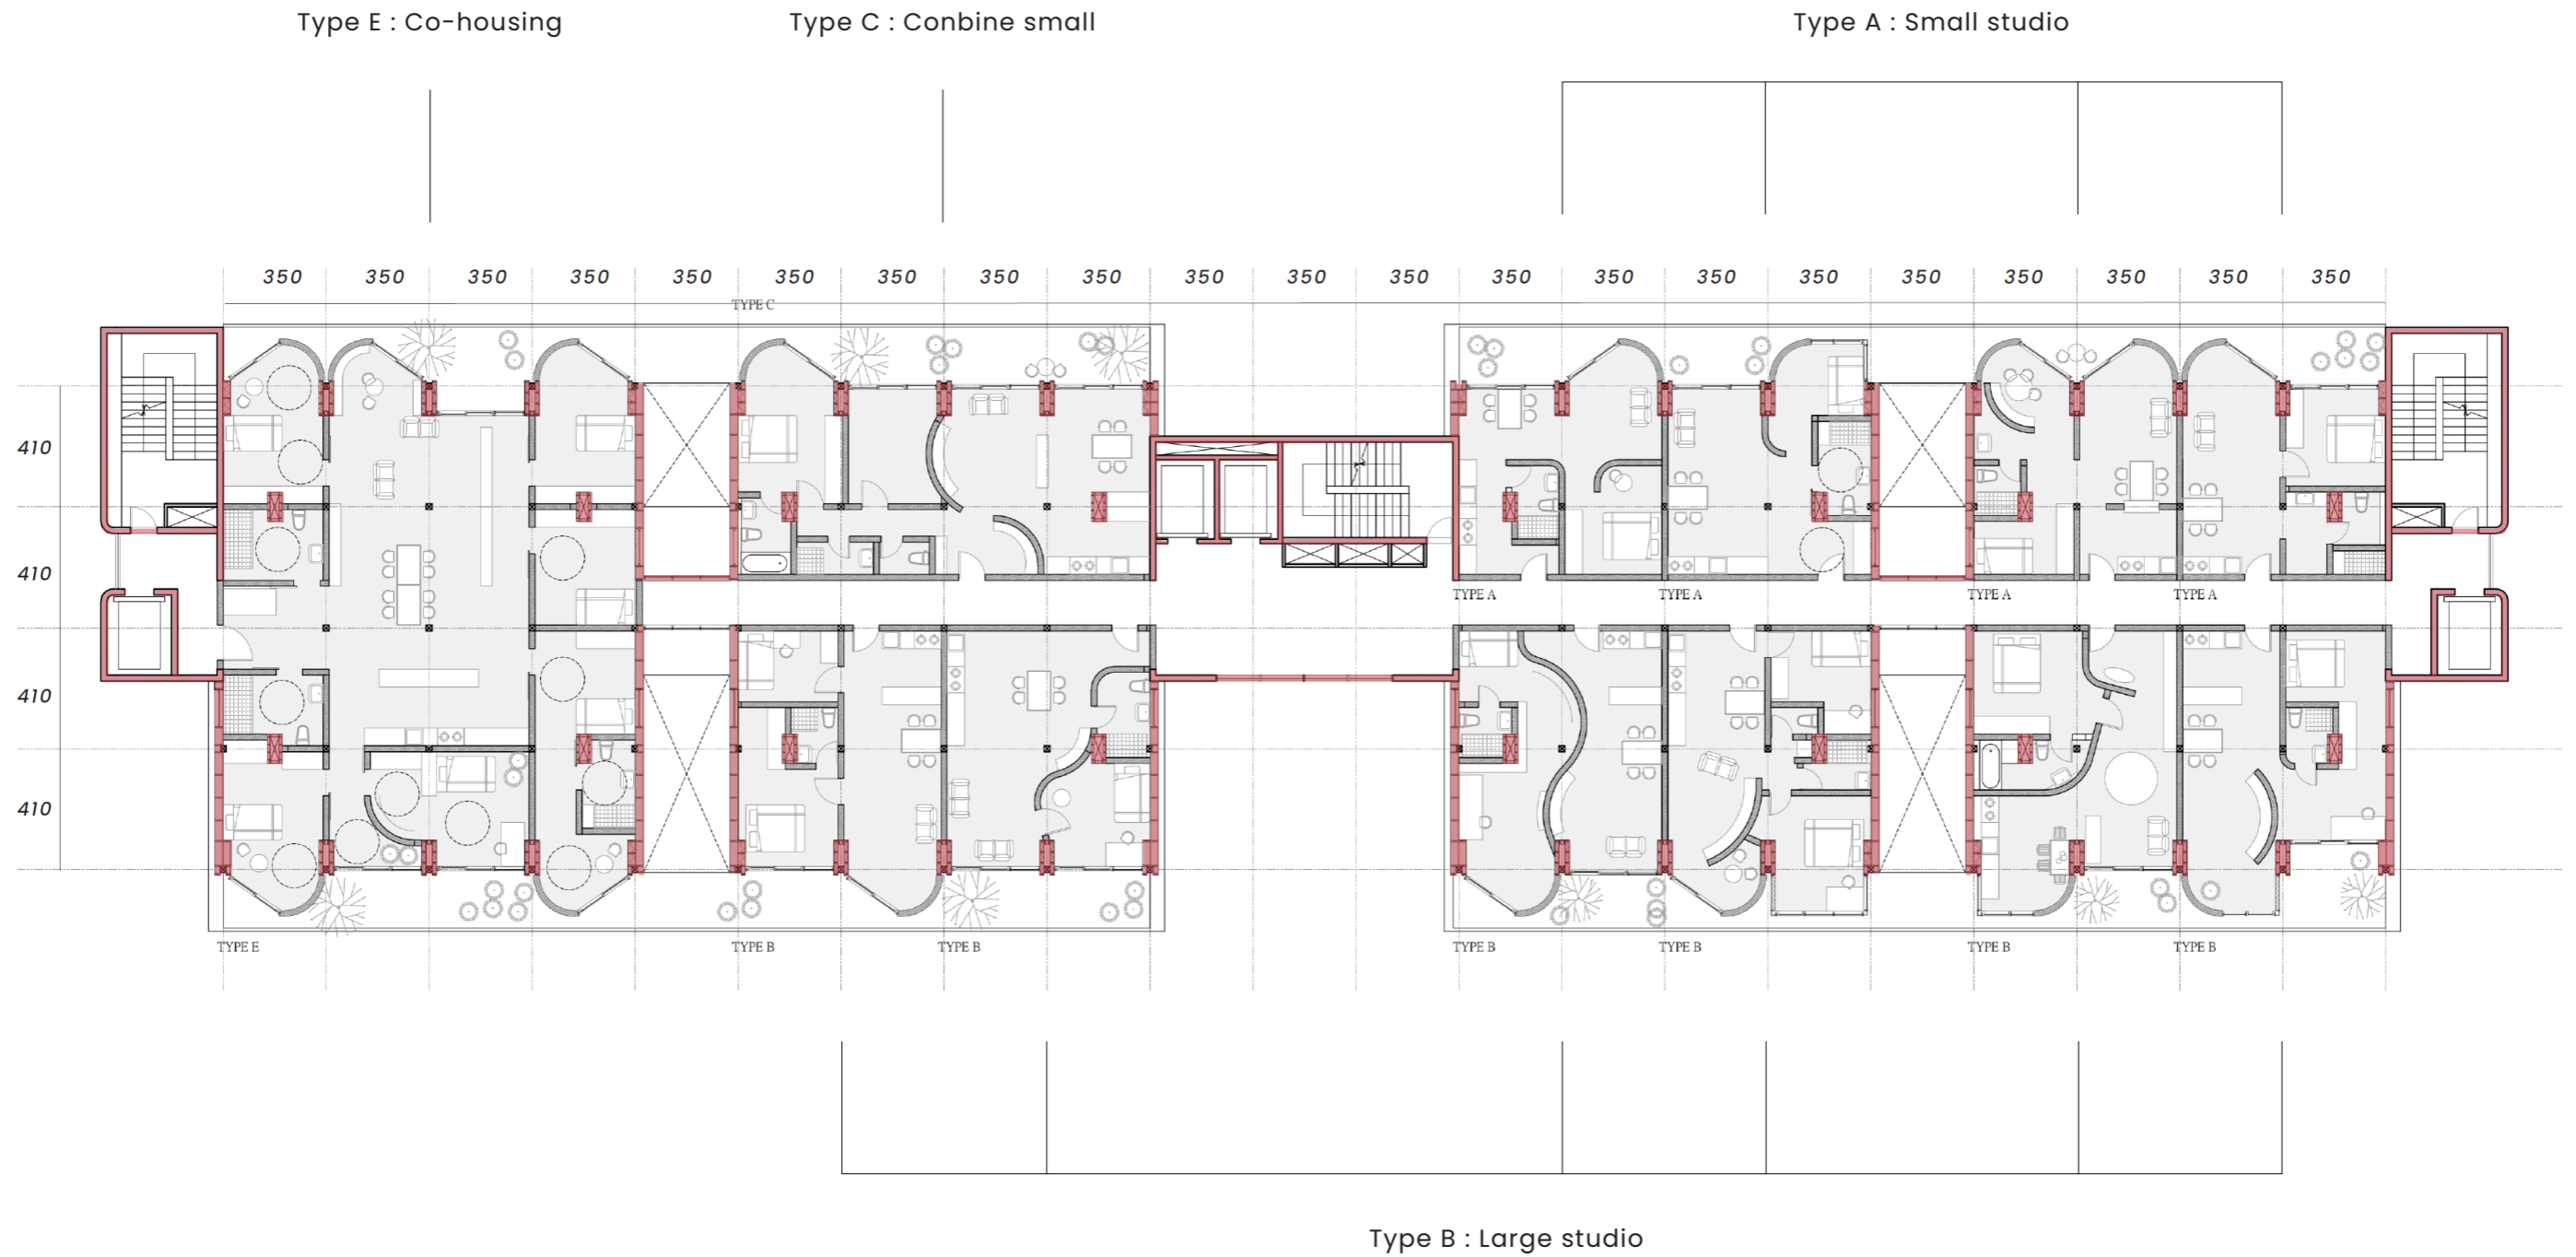 Type E : Co-housing Type C : Conbine small Type A : Small studio
350 350 350 350 350 350 350 350 350 350 350 350 350 350 350 350 350 350 350 350 350
TYPE C
410
410
TYPE A TYPE A TYPE A TYPE A
410
410
TYPE E TYPE B TYPE B TYPE B TYPE B TYPE B TYPE B
Type B : Large studio